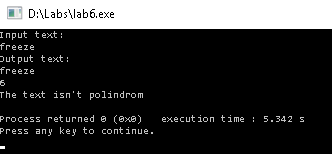 D:\Labs\lab6.exe
Input text:
freeze
Output text:
freeze
6
The text isn't polindrom
Process returned 0 (0x0)   execution time : 5.342 s
Press any key to continue.